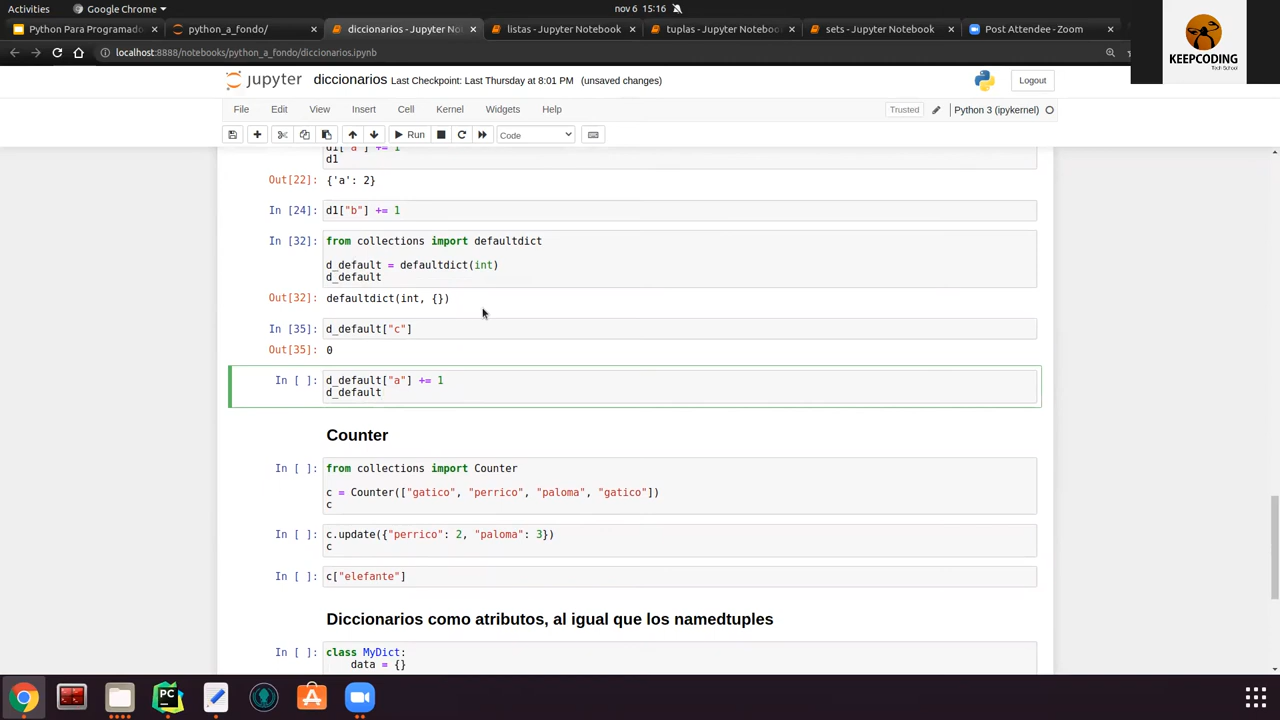 Activities
Google Chrome
nov 6 15:16
Python Para Programado
python_a_fondo/
diccionarios - Jupyter Not
listas - Jupyter Notebook
tuplas - Jupyter Notebook
sets - Jupyter Notebook
Post Attendee - Zoom
localhost:8888/notebooks/python_a_fondo/diccionarios.ipynb
KEEPCODING
Tech School
jupyter diccionarios Last Checkpoint: Last Thursday at 8:01 PM (unsaved changes)
Logout
File Edit View Insert Cell Kernel Widgets Help
Trusted
Python 3 (ipykernel)
Run
Code
d1["a"] += 1
d1
Out[22]: {'a': 2}
In [24]: d1["b"] += 1
In [32]: from collections import defaultdict
d_default = defaultdict(int)
d_default
Out[32]: defaultdict(int, {})
In [35]: d_default["c"]
Out[35]: 0
In [ ]: d_default["a"] += 1
d_default
Counter
In [ ]: from collections import Counter
c = Counter(["gatico", "perrico", "paloma", "gatico"])
c
In [ ]: c.update({"perrico": 2, "paloma": 3})
c
In [ ]: c["elefante"]
Diccionarios como atributos, al igual que los namedtuples
In [ ]: class MyDict:
data = {}
PC